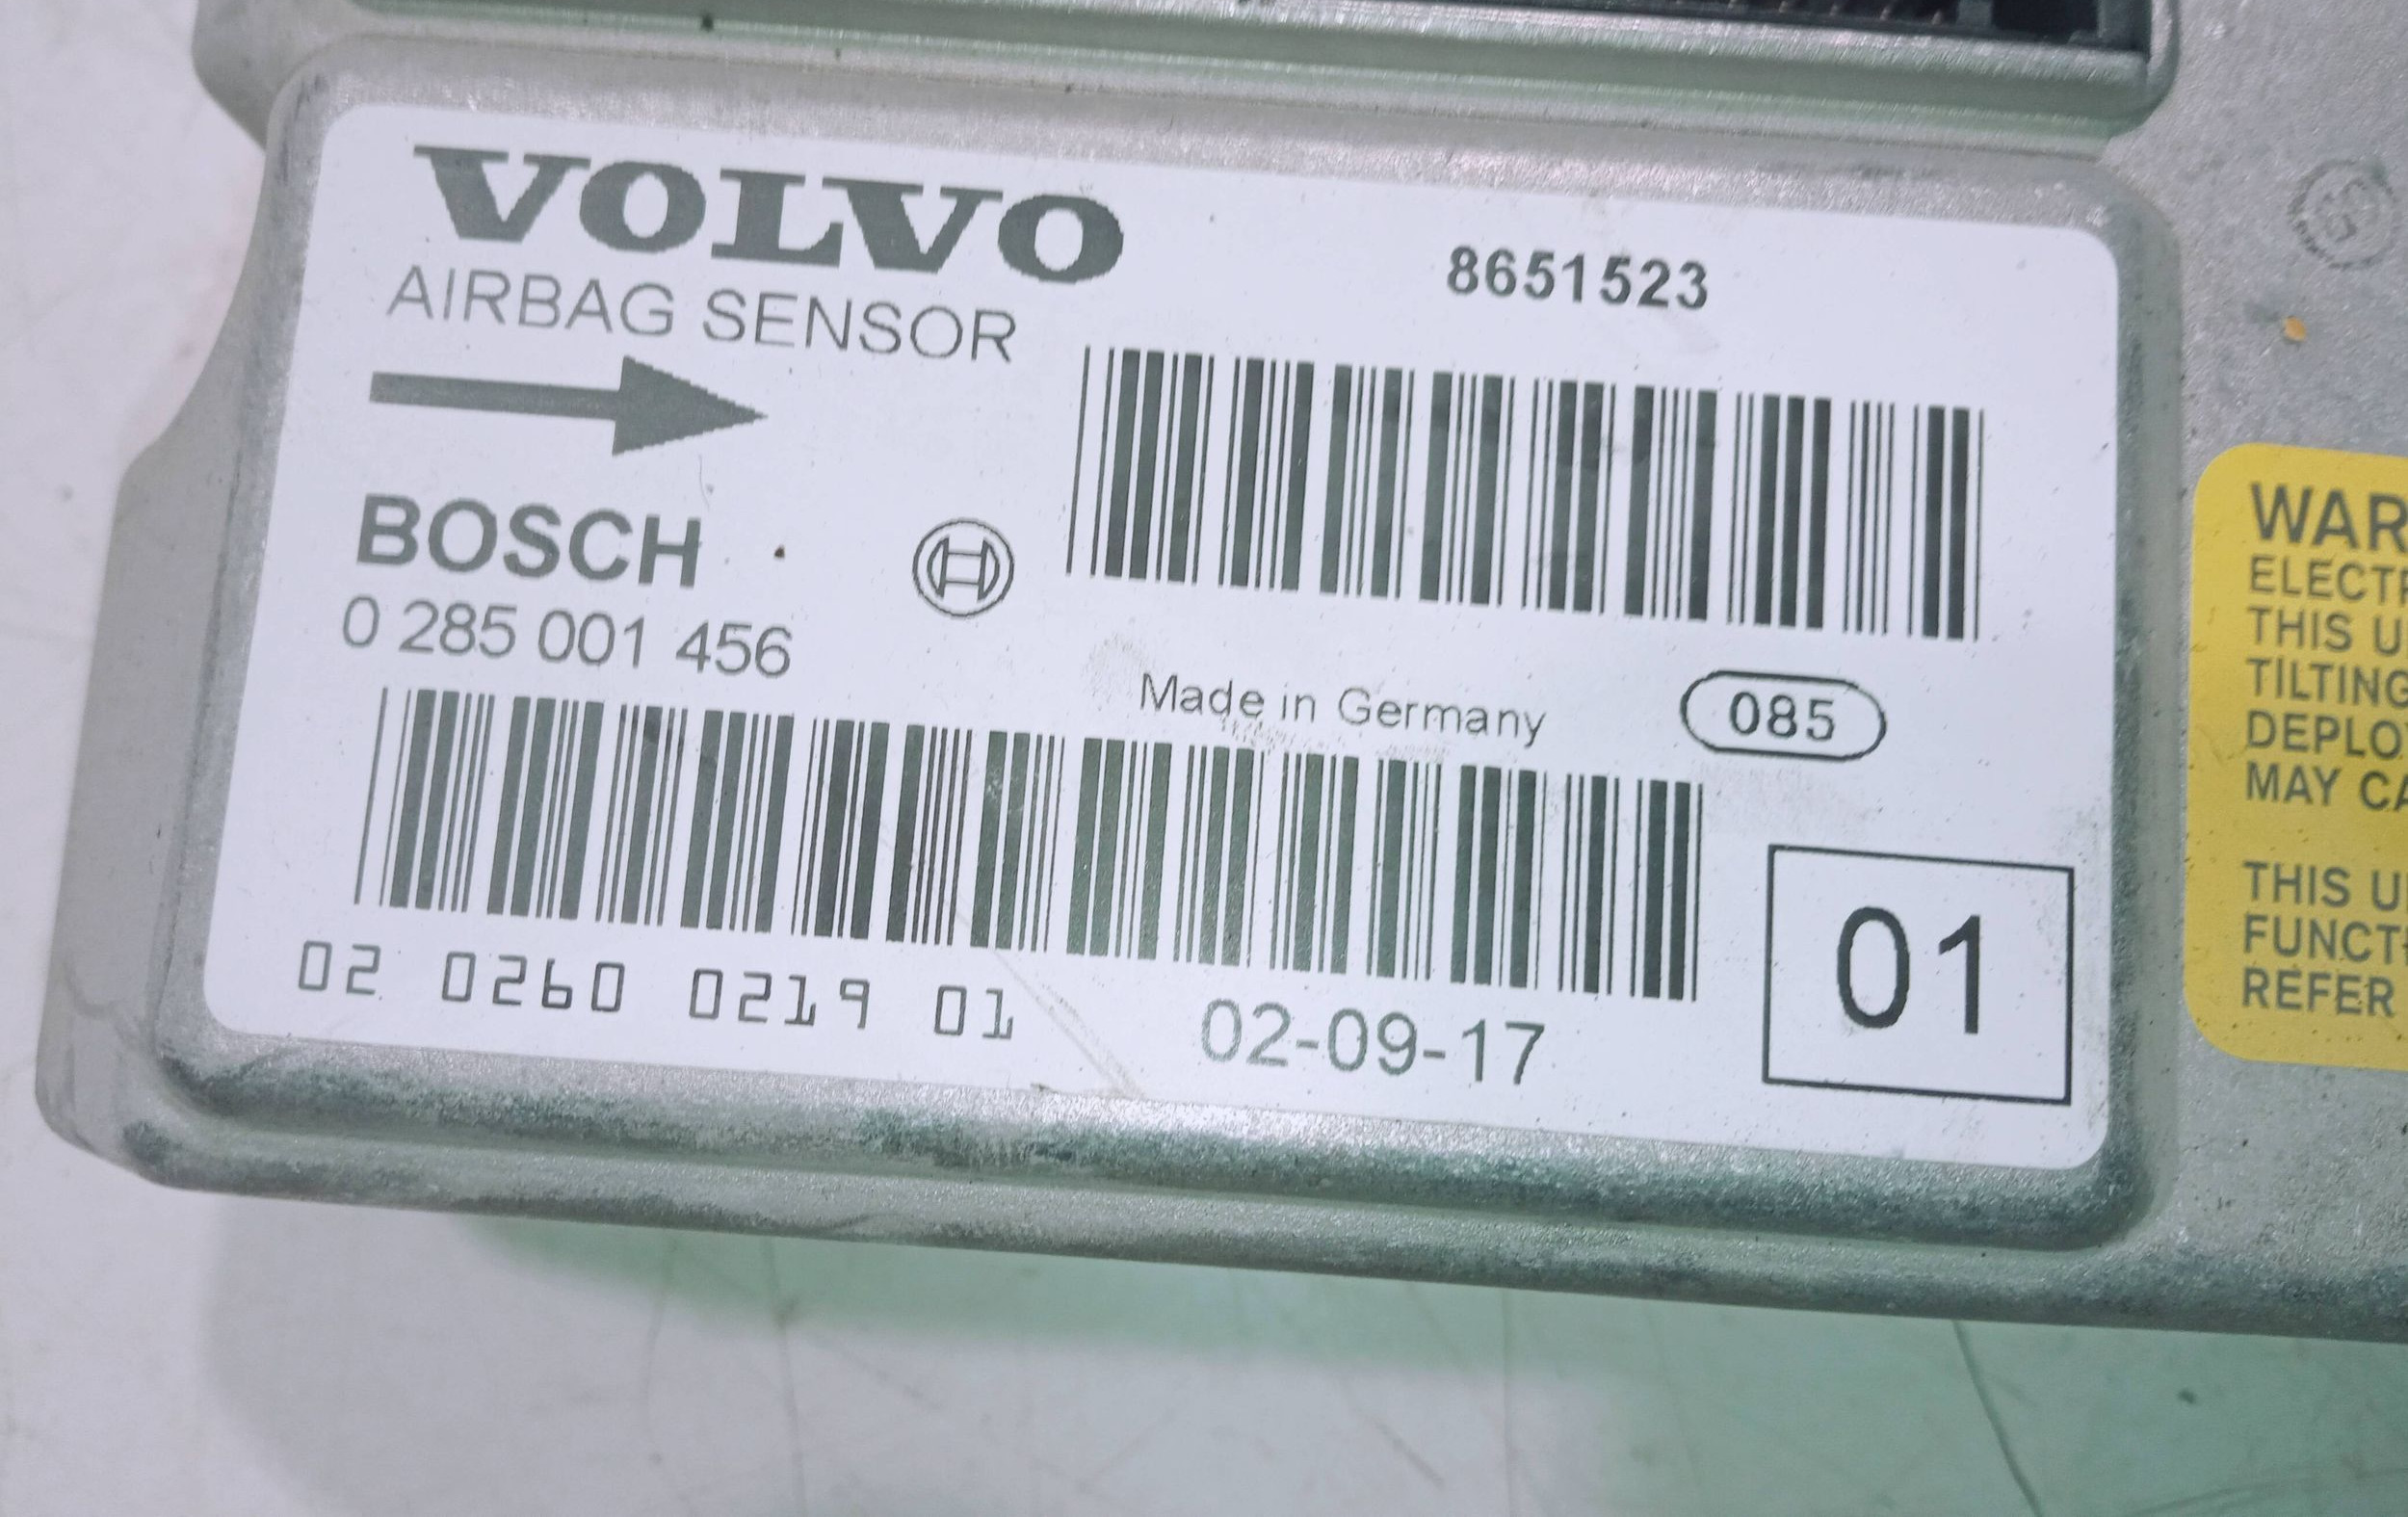 VOLVO
AIRBAG SENSOR
8651523
BOSCH
0 285 001 456
Made in Germany
085
02 0260 0219 01
02-09-17
01
WAR
ELECT
THIS U
TILTING
DEPLO
MAY CA
THIS U
FUNCT
REFER